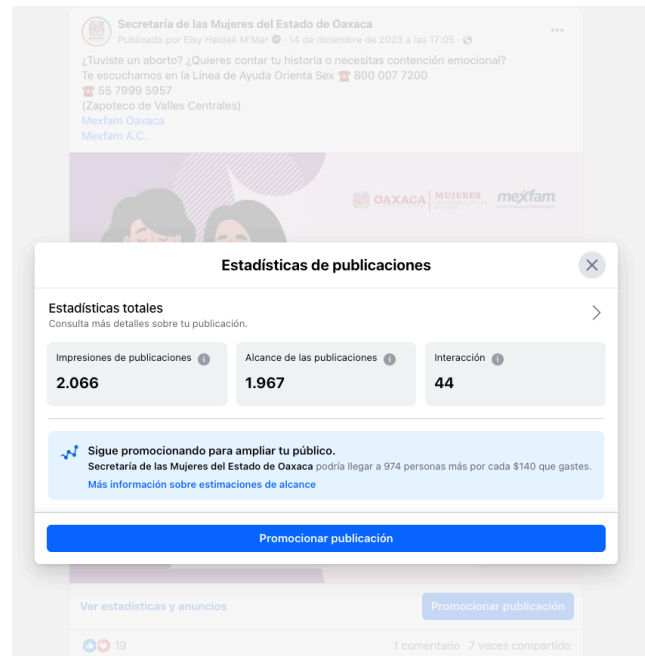 Secretaría de las Mujeres del Estado de Oaxaca
Publicado por Elsy Haideé M'Mar · 14 de diciembre de 2023 a las 17:05 ·
¿Tuviste un aborto? ¿Quieres contar tu historia o necesitas contención emocional?
Te escuchamos en la Línea de Ayuda Orienta Sex ☎️ 800 007 7200
☎️ 55 7999 5957
(Zapoteco de Valles Centrales)
Mexfam Oaxaca
Mexfam A.C.
OAXACA MUJERES mexfam
Estadísticas de publicaciones
Estadísticas totales
Consulta más detalles sobre tu publicación.
Impresiones de publicaciones Alcance de las publicaciones Interacción
2.066 1.967 44
Sigue promocionando para ampliar tu público.
Secretaría de las Mujeres del Estado de Oaxaca podría llegar a 974 personas más por cada $140 que gastes.
Más información sobre estimaciones de alcance
Promocionar publicación
Ver estadísticas y anuncios Promocionar publicación
19 1 comentario 7 veces compartido